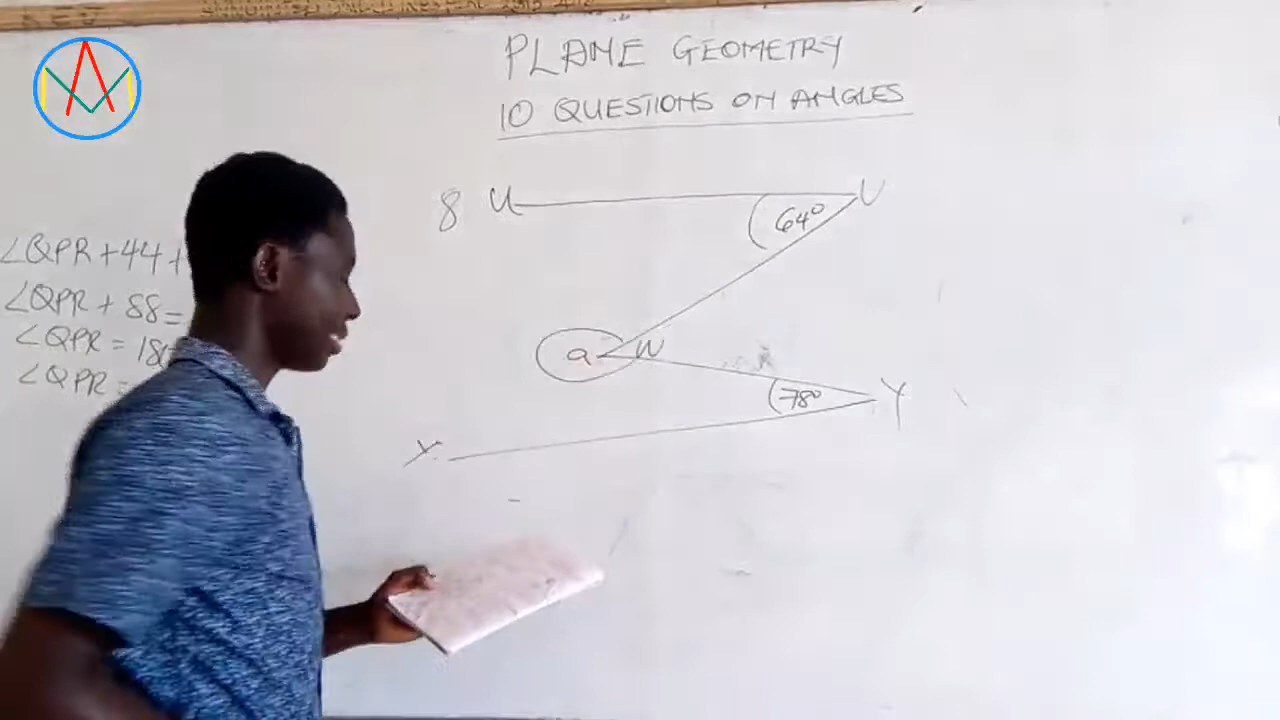 PLANE GEOMETRY
10 QUESTIONS ON ANGLES
8 U V
64°
a W
78° Y
X
∠QPR + 44 +
∠QPR + 88 =
∠QPR = 18
∠QPR =